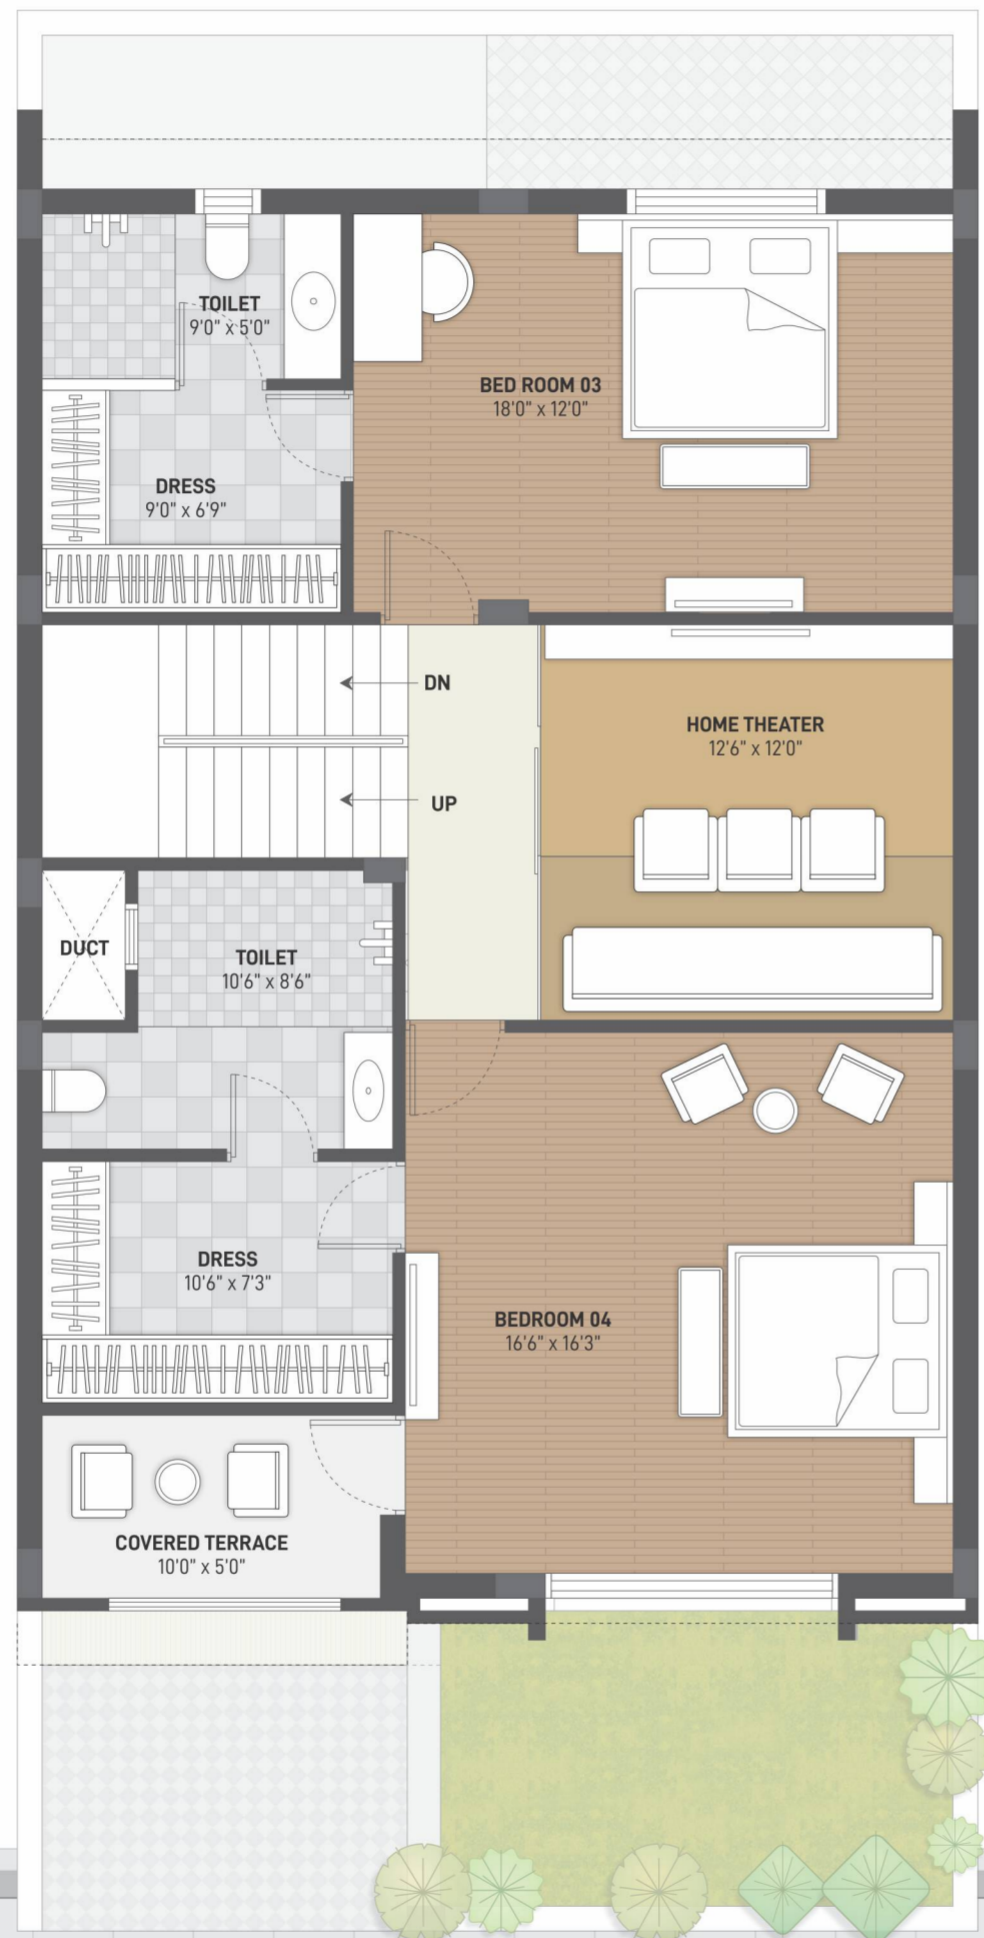 TOILET
9'0" x 5'0"
BED ROOM 03
18'0" x 12'0"
DRESS
9'0" x 6'9"
DN
HOME THEATER
12'6" x 12'0"
UP
DUCT
TOILET
10'6" x 8'6"
DRESS
10'6" x 7'3"
BEDROOM 04
16'6" x 16'3"
COVERED TERRACE
10'0" x 5'0"